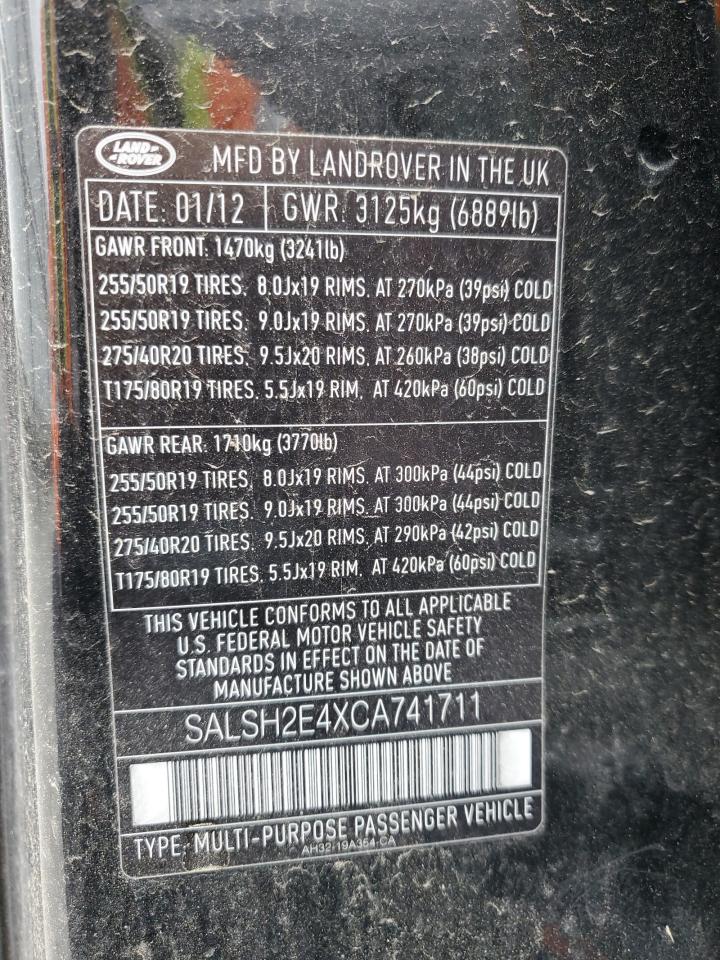 LAND ROVER
MFD BY LANDROVER IN THE UK
DATE: 01/12 GWR: 3125kg (6889lb)
GAWR FRONT: 1470kg (3241lb)
255/50R19 TIRES, 8.0Jx19 RIMS, AT 270kPa (39psi) COLD
255/50R19 TIRES, 9.0Jx19 RIMS, AT 270kPa (39psi) COLD
275/40R20 TIRES, 9.5Jx20 RIMS, AT 260kPa (38psi) COLD
T175/80R19 TIRES, 5.5Jx19 RIM, AT 420kPa (60psi) COLD
GAWR REAR: 1710kg (3770lb)
255/50R19 TIRES, 8.0Jx19 RIMS, AT 300kPa (44psi) COLD
255/50R19 TIRES, 9.0Jx19 RIMS, AT 300kPa (44psi) COLD
275/40R20 TIRES, 9.5Jx20 RIMS, AT 290kPa (42psi) COLD
T175/80R19 TIRES, 5.5Jx19 RIM, AT 420kPa (60psi) COLD
THIS VEHICLE CONFORMS TO ALL APPLICABLE
U.S. FEDERAL MOTOR VEHICLE SAFETY
STANDARDS IN EFFECT ON THE DATE OF
MANUFACTURE SHOWN ABOVE
SALSH2E4XCA741711
TYPE: MULTI-PURPOSE PASSENGER VEHICLE
AH32-19A364-CA